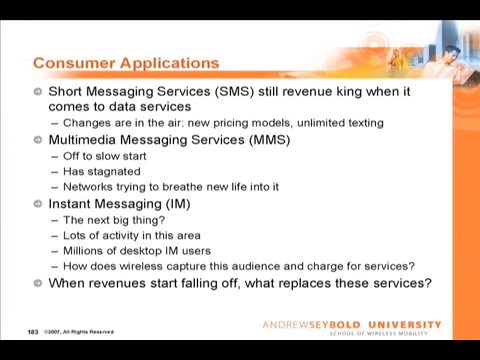 Consumer Applications
Short Messaging Services (SMS) still revenue king when it
comes to data services
– Changes are in the air: new pricing models, unlimited texting
Multimedia Messaging Services (MMS)
– Off to slow start
– Has stagnated
– Networks trying to breathe new life into it
Instant Messaging (IM)
– The next big thing?
– Lots of activity in this area
– Millions of desktop IM users
– How does wireless capture this audience and charge for services?
When revenues start falling off, what replaces these services?
183 ©2007, All Rights Reserved
ANDREWSEYBOLD UNIVERSITY
SCHOOL OF WIRELESS MOBILITY